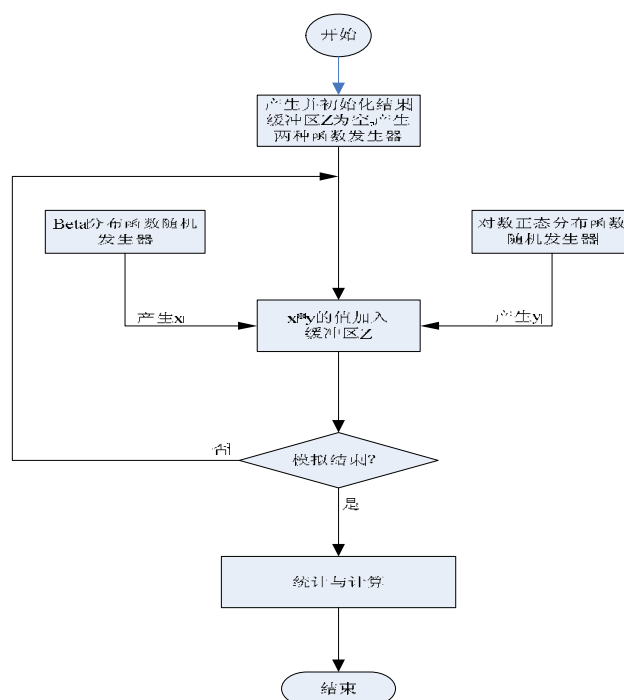 开始
产生并初始化结果
缓冲区Z为空,产生
两种函数发生器
Beta分布函数随机
发生器
对数正态分布函数
随机发生器
产生x
x*y的值加入
缓冲区Z
产生y
否
模拟结束?
是
统计与计算
结束